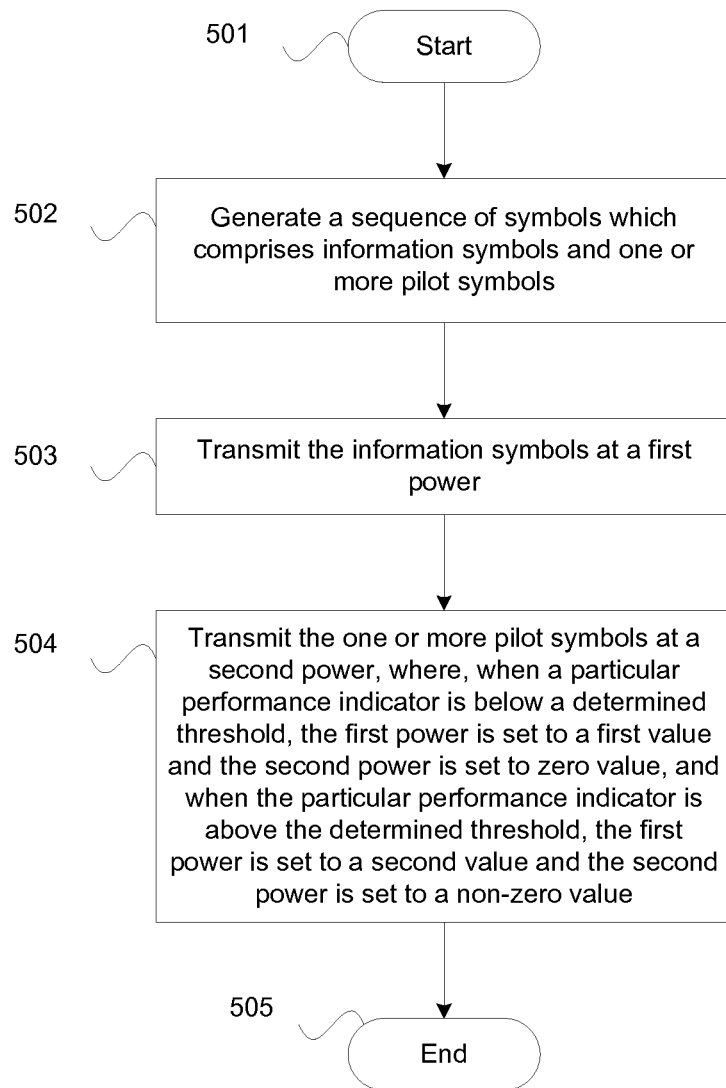 501
Start
502
Generate a sequence of symbols which
comprises information symbols and one or
more pilot symbols
503
Transmit the information symbols at a first
power
504
Transmit the one or more pilot symbols at a
second power, where, when a particular
performance indicator is below a determined
threshold, the first power is set to a first value
and the second power is set to zero value, and
when the particular performance indicator is
above the determined threshold, the first
power is set to a second value and the second
power is set to a non-zero value
505
End